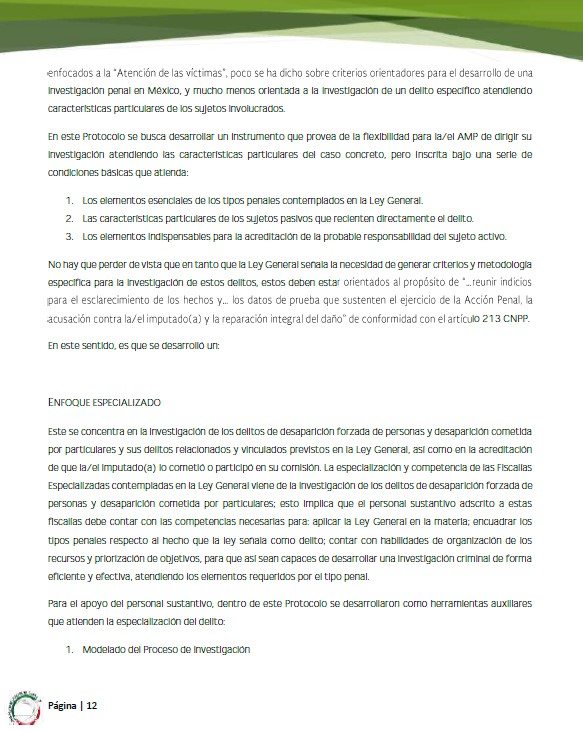 enfocados a la "Atención de las víctimas", poco se ha dicho sobre criterios orientadores para el desarrollo de una
investigación penal en México, y mucho menos orientada a la investigación de un delito específico atendiendo
características particulares de los sujetos involucrados.
En este Protocolo se busca desarrollar un instrumento que provea de la flexibilidad para la/el AMP de dirigir su
investigación atendiendo las características particulares del caso concreto, pero inscrita bajo una serie de
condiciones básicas que atienda:
1. Los elementos esenciales de los tipos penales contemplados en la Ley General.
2. Las características particulares de los sujetos pasivos que recienten directamente el delito.
3. Los elementos indispensables para la acreditación de la probable responsabilidad del sujeto activo.
No hay que perder de vista que en tanto que la Ley General señala la necesidad de generar criterios y metodología
específica para la investigación de estos delitos, estos deben estar orientados al propósito de "...reunir indicios
para el esclarecimiento de los hechos y... los datos de prueba que sustenten el ejercicio de la Acción Penal, la
acusación contra la/el imputado(a) y la reparación integral del daño" de conformidad con el artículo 213 CNPP.
En este sentido, es que se desarrolló un:
ENFOQUE ESPECIALIZADO
Este se concentra en la investigación de los delitos de desaparición forzada de personas y desaparición cometida
por particulares y sus delitos relacionados y vinculados previstos en la Ley General, así como en la acreditación
de que la/el imputado(a) lo cometió o participó en su comisión. La especialización y competencia de las Fiscalías
Especializadas contempladas en la Ley General viene de la investigación de los delitos de desaparición forzada de
personas y desaparición cometida por particulares; esto implica que el personal sustantivo adscrito a estas
fiscalías debe contar con las competencias necesarias para: aplicar la Ley General en la materia; encuadrar los
tipos penales respecto al hecho que la ley señala como delito; contar con habilidades de organización de los
recursos y priorización de objetivos, para que así sean capaces de desarrollar una investigación criminal de forma
eficiente y efectiva, atendiendo los elementos requeridos por el tipo penal.
Para el apoyo del personal sustantivo, dentro de este Protocolo se desarrollaron como herramientas auxiliares
que atienden la especialización del delito:
1. Modelado del Proceso de Investigación
Página | 12